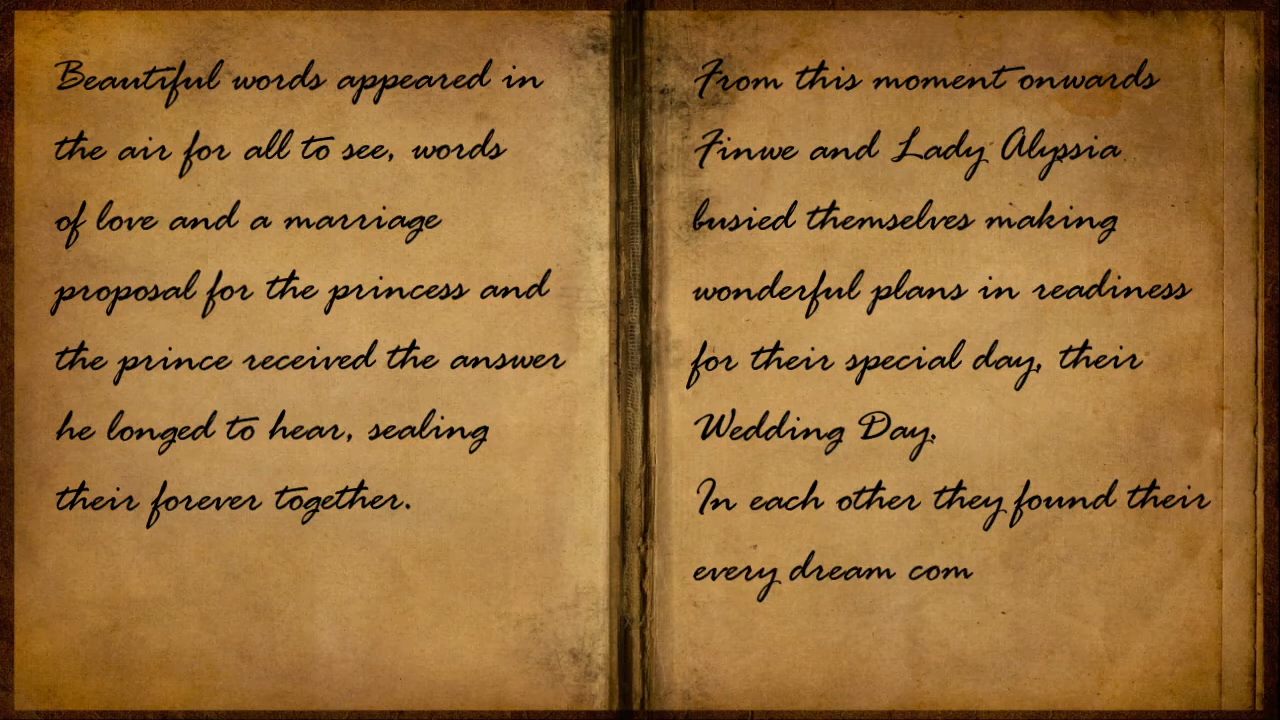 Beautiful words appeared in
the air for all to see, words
of love and a marriage
proposal for the princess and
the prince received the answer
he longed to hear, sealing
their forever together.
From this moment onwards
Finwe and Lady Alyssia
busied themselves making
wonderful plans in readiness
for their special day, their
Wedding Day.
In each other they found their
every dream com